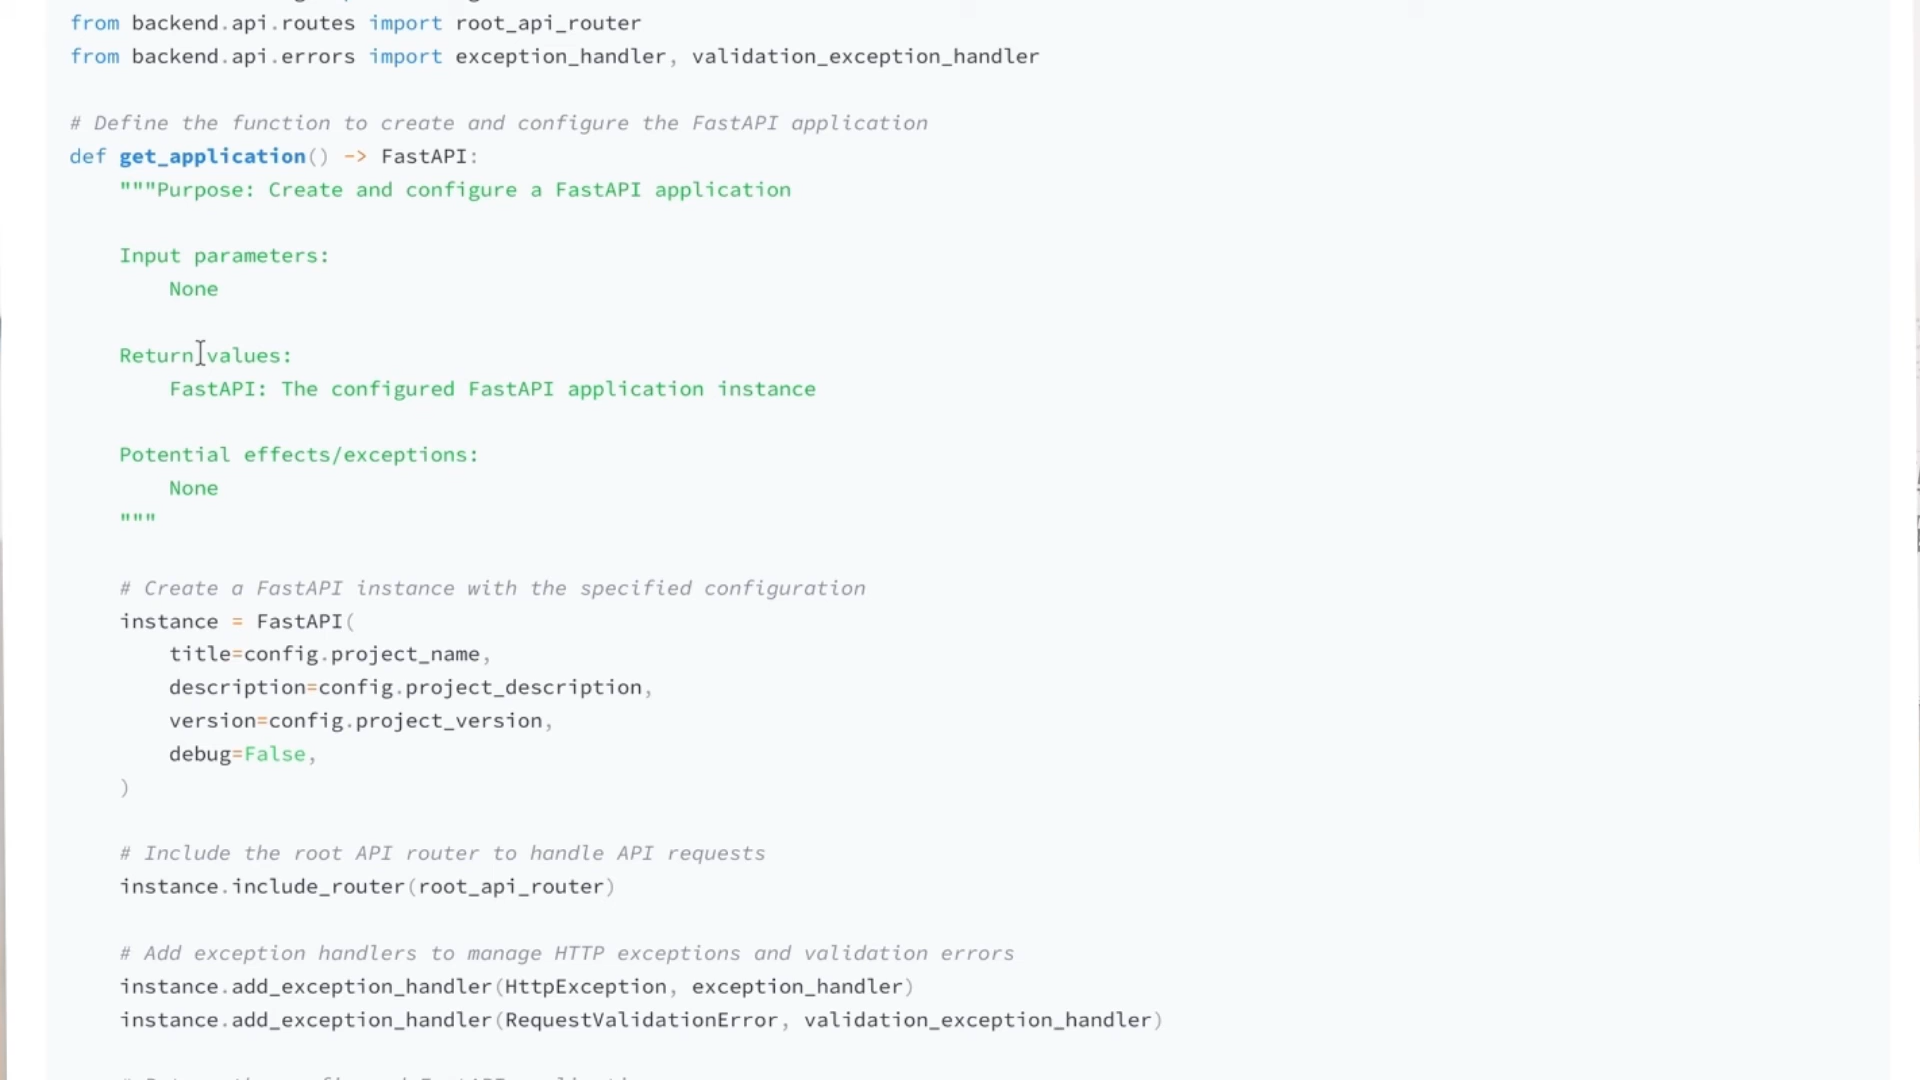 from backend.api.routes import root_api_router
from backend.api.errors import exception_handler, validation_exception_handler
# Define the function to create and configure the FastAPI application
def get_application() -> FastAPI:
"""Purpose: Create and configure a FastAPI application
Input parameters:
None
Return values:
FastAPI: The configured FastAPI application instance
Potential effects/exceptions:
None
"""
# Create a FastAPI instance with the specified configuration
instance = FastAPI(
title=config.project_name,
description=config.project_description,
version=config.project_version,
debug=False,
)
# Include the root API router to handle API requests
instance.include_router(root_api_router)
# Add exception handlers to manage HTTP exceptions and validation errors
instance.add_exception_handler(HttpException, exception_handler)
instance.add_exception_handler(RequestValidationError, validation_exception_handler)